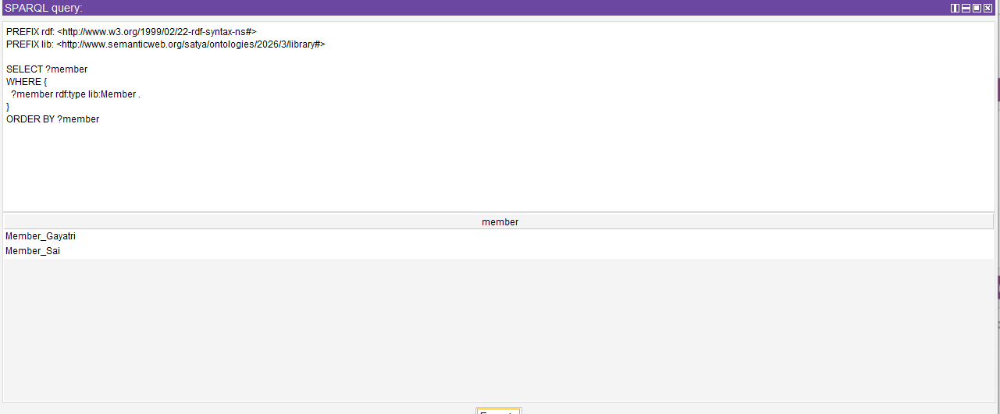 SPARQL query:
PREFIX rdf: <http://www.w3.org/1999/02/22-rdf-syntax-ns#>
PREFIX lib: <http://www.semanticweb.org/satya/ontologies/2026/3/library#>
SELECT ?member
WHERE {
?member rdf:type lib:Member .
}
ORDER BY ?member
member
Member_Gayatri
Member_Sai